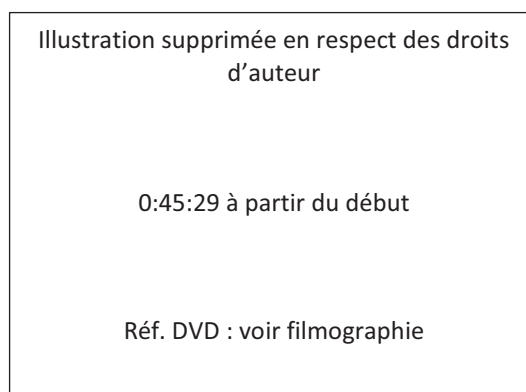 Illustration supprimée en respect des droits
d’auteur
0:45:29 à partir du début
Réf. DVD : voir filmographie